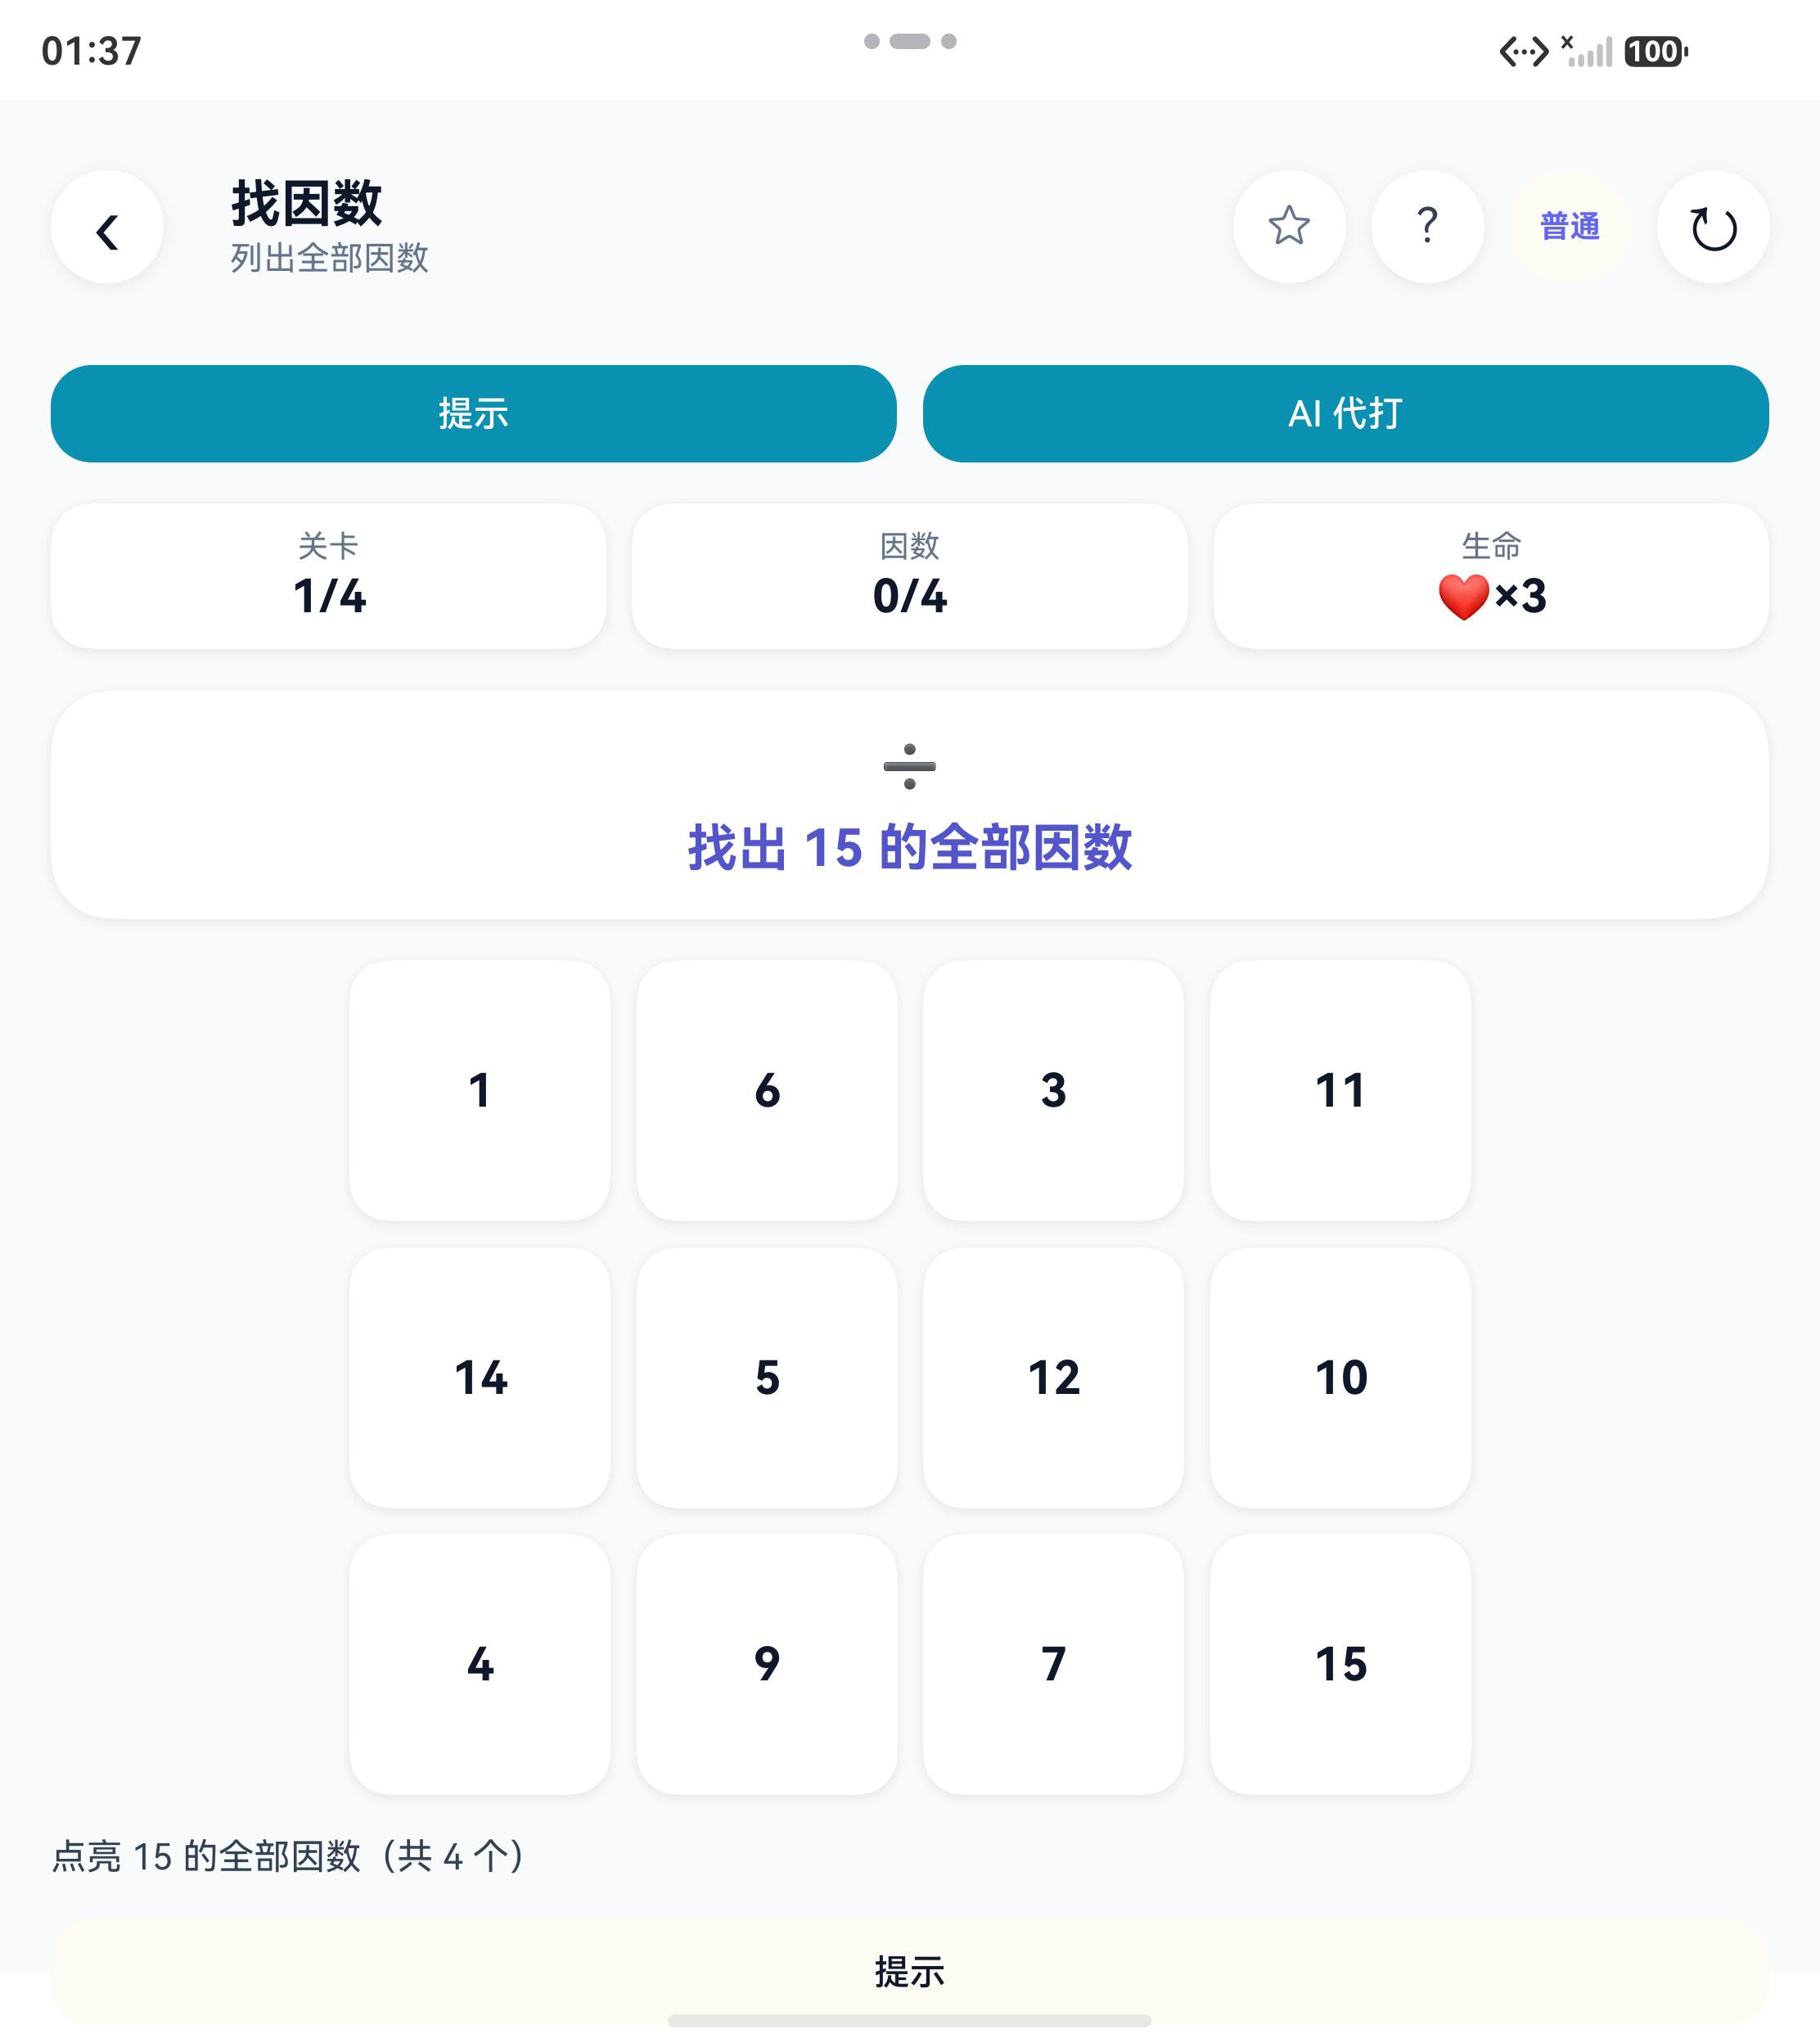 01:37
100
找因数
列出全部因数
?
普通
提示
AI 代打
关卡
1/4
因数
0/4
生命
❤️×3
÷
找出 15 的全部因数
1
6
3
11
14
5
12
10
4
9
7
15
点亮 15 的全部因数（共 4 个）
提示